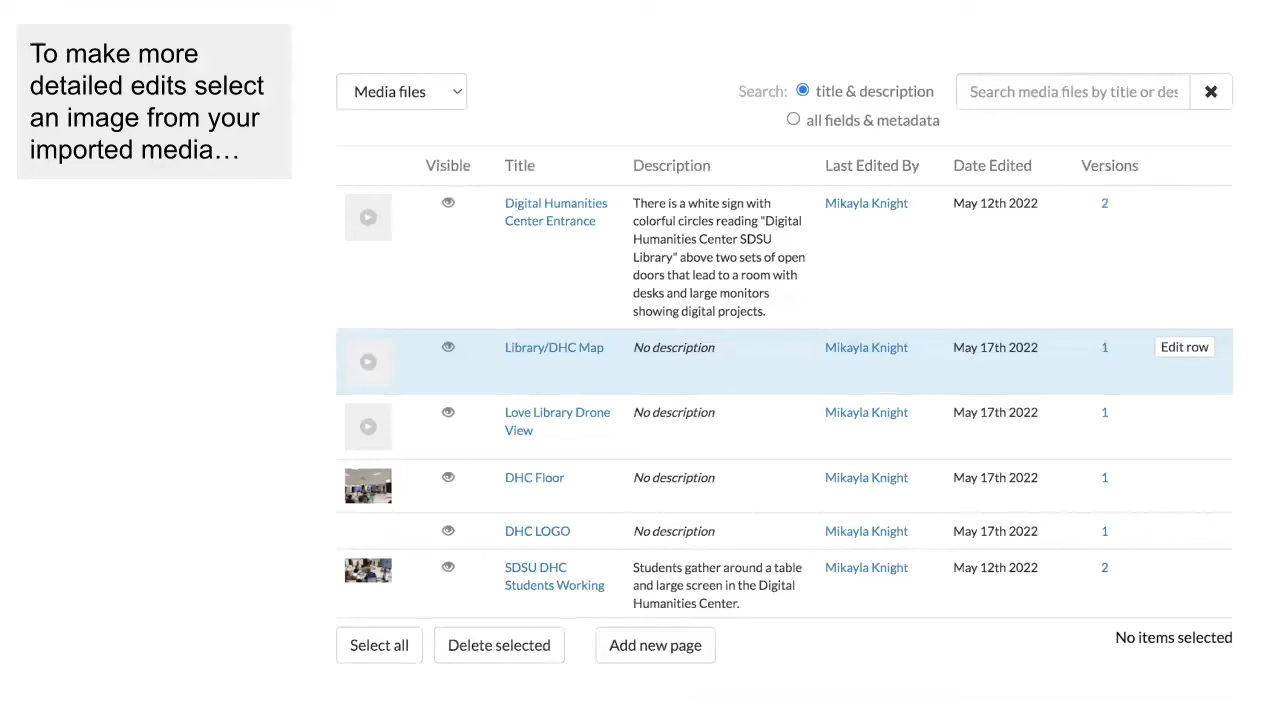 To make more
detailed edits select
an image from your
imported media…
Media files
Search: title & description
all fields & metadata
Search media files by title or des
Visible Title Description Last Edited By Date Edited Versions
Digital Humanities
Center Entrance
There is a white sign with
colorful circles reading "Digital
Humanities Center SDSU
Library" above two sets of open
doors that lead to a room with
desks and large monitors
showing digital projects.
Mikayla Knight May 12th 2022 2
Library/DHC Map No description Mikayla Knight May 17th 2022 1 Edit row
Love Library Drone
View
No description Mikayla Knight May 17th 2022 1
DHC Floor No description Mikayla Knight May 17th 2022 1
DHC LOGO No description Mikayla Knight May 17th 2022 1
SDSU DHC
Students Working
Students gather around a table
and large screen in the Digital
Humanities Center.
Mikayla Knight May 12th 2022 2
Select all Delete selected Add new page No items selected